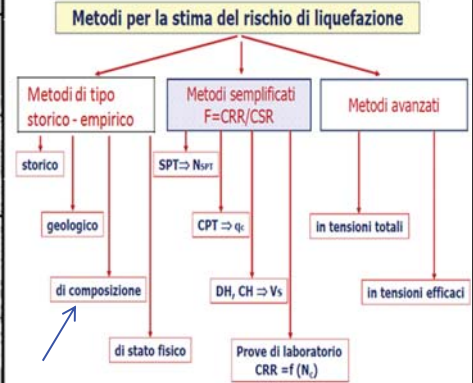 Metodi per la stima del rischio di liquefazione
Metodi di tipo
storico - empirico
Metodi semplificati
F=CRR/CSR
Metodi avanzati
storico
geologico
di composizione
di stato fisico
SPT⇒ NSPT
CPT ⇒ qc
DH, CH ⇒ Vs
Prove di laboratorio
CRR =f (Nc)
in tensioni totali
in tensioni efficaci